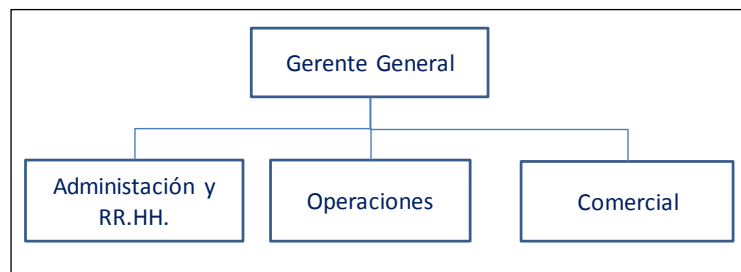 Gerente General
Administación y
RR.HH.
Operaciones
Comercial